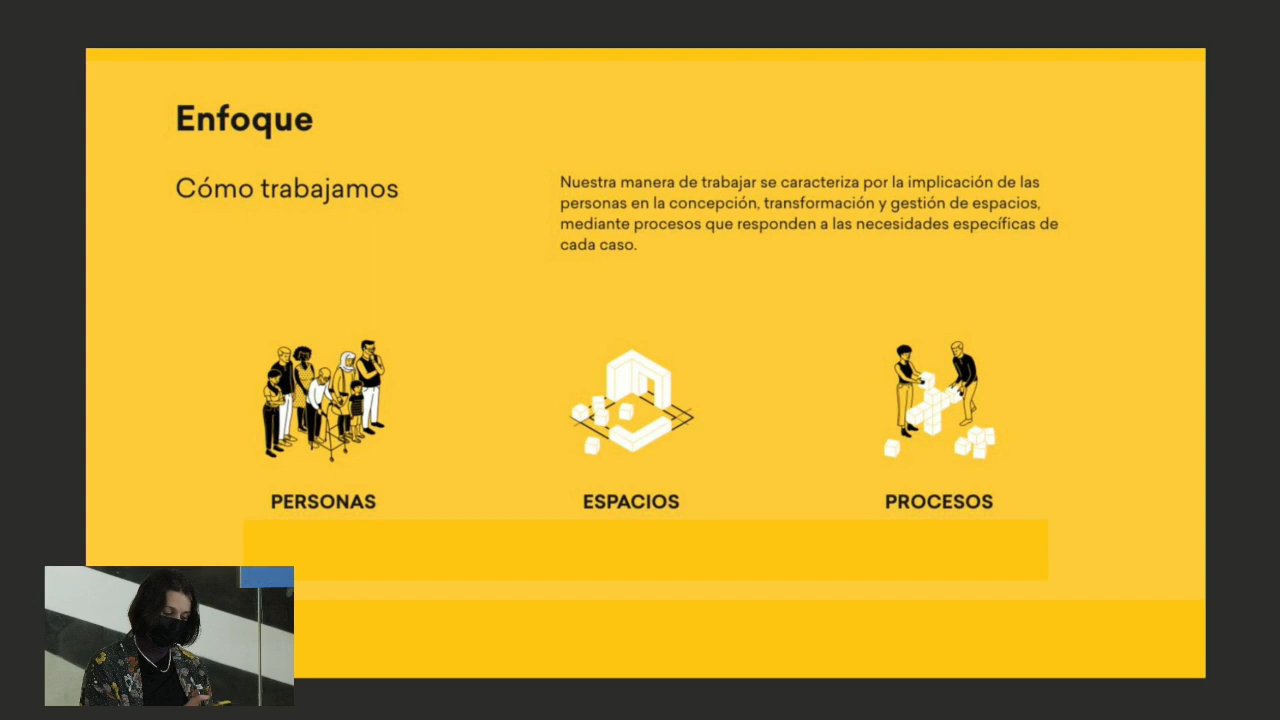 Enfoque
Cómo trabajamos
Nuestra manera de trabajar se caracteriza por la implicación de las
personas en la concepción, transformación y gestión de espacios,
mediante procesos que responden a las necesidades específicas de
cada caso.
PERSONAS
ESPACIOS
PROCESOS